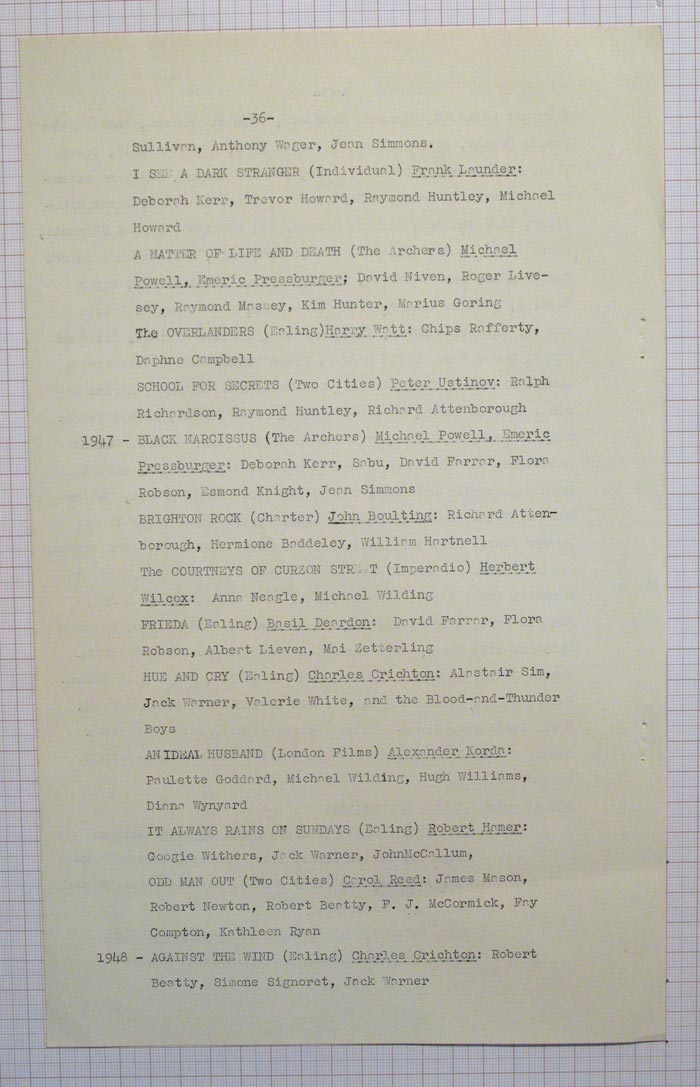 -36-
Sullivan, Anthony Wager, Jean Simmons.
I SEE A DARK STRANGER (Individual) Frank Launder:
Deborah Kerr, Trevor Howard, Raymond Huntley, Michael
Howard
A MATTER OF LIFE AND DEATH (The Archers) Michael
Powell, Emeric Pressburger; David Niven, Roger Live-
sey, Raymond Massey, Kim Hunter, Marius Goring
The OVERLANDERS (Ealing)Harry Watt: Chips Rafferty,
Daphne Campbell
SCHOOL FOR SECRETS (Two Cities) Peter Ustinov: Ralph
Richardson, Raymond Huntley, Richard Attenborough
1947 - BLACK NARCISSUS (The Archers) Michael Powell, Emeric
Pressburger: Deborah Kerr, Sabu, David Farrar, Flora
Robson, Esmond Knight, Jean Simmons
BRIGHTON ROCK (Charter) John Boulting: Richard Atten-
borough, Hermione Baddeley, William Hartnell
The COURTNEYS OF CURZON STREET (Imperadio) Herbert
Wilcox: Anna Neagle, Michael Wilding
FRIEDA (Ealing) Basil Deardon: David Farrar, Flora
Robson, Albert Lieven, Mai Zetterling
HUE AND CRY (Ealing) Charles Crichton: Alastair Sim,
Jack Warner, Valerie White, and the Blood-and-Thunder
Boys
AN IDEAL HUSBAND (London Films) Alexander Korda:
Paulette Goddard, Michael Wilding, Hugh Williams,
Diana Wynyard
IT ALWAYS RAINS ON SUNDAYS (Ealing) Robert Hamer:
Googie Withers, Jack Warner, JohnMcCallum,
ODD MAN OUT (Two Cities) Carol Reed: James Mason,
Robert Newton, Robert Beatty, F. J. McCormick, Fay
Compton, Kathleen Ryan
1948 - AGAINST THE WIND (Ealing) Charles Crichton: Robert
Beatty, Simone Signoret, Jack Warner